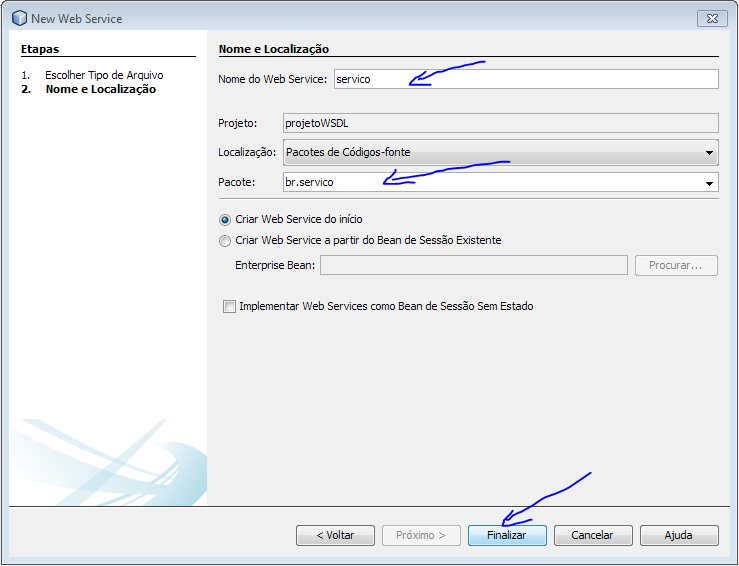 New Web Service
Etapas
1. Escolher Tipo de Arquivo
2. Nome e Localização
Nome e Localização
Nome do Web Service: servico
Projeto: projetoWSDL
Localização: Pacotes de Códigos-fonte
Pacote: br.servico
Criar Web Service do início
Criar Web Service a partir do Bean de Sessão Existente
Enterprise Bean: Procurar...
Implementar Web Services como Bean de Sessão Sem Estado
< Voltar Próximo > Finalizar Cancelar Ajuda